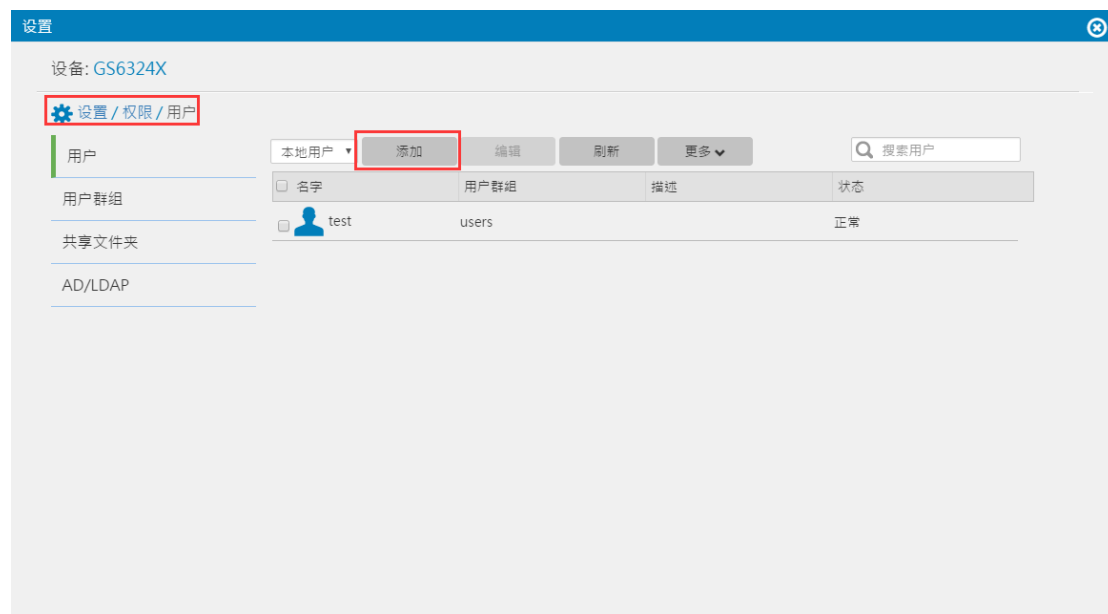 设置
设备: GS6324X
设置 / 权限 / 用户
用户
用户群组
共享文件夹
AD/LDAP
本地用户 添加 编辑 刷新 更多 搜索用户
名字 用户群组 描述 状态
test users 正常